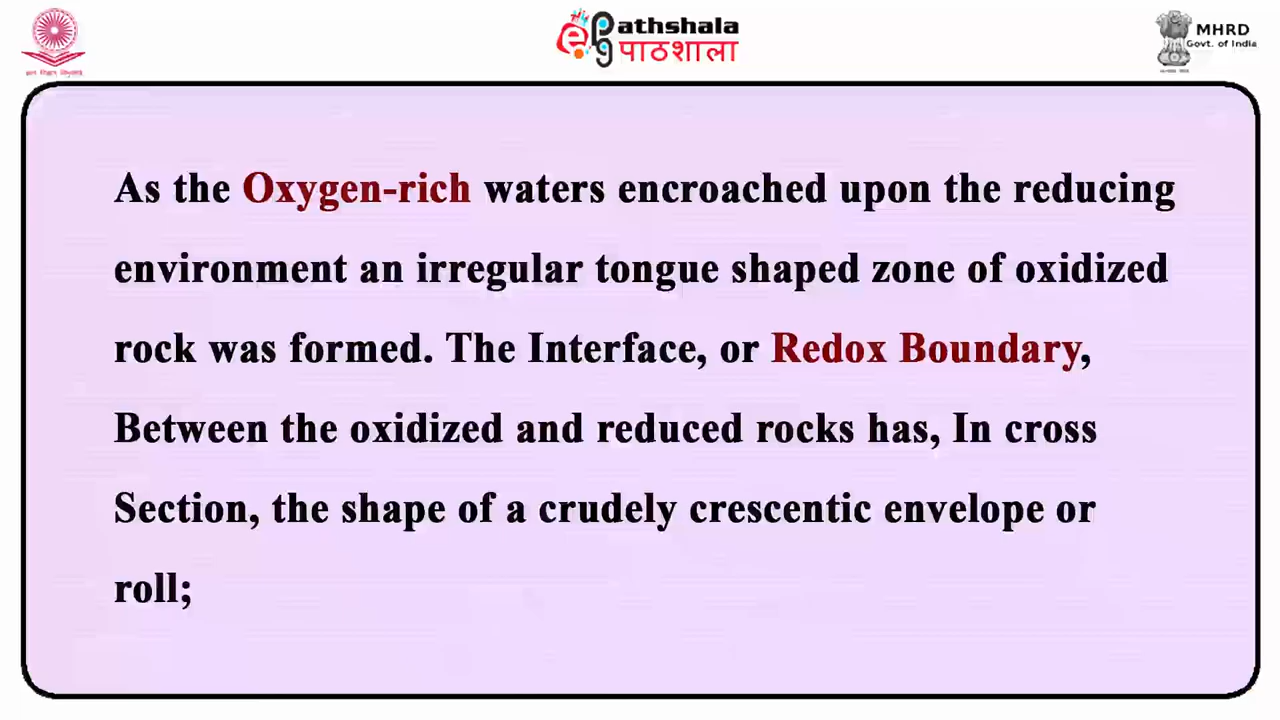 Pathshala
पाठशाला
MHRD
Govt. of India
As the Oxygen-rich waters encroached upon the reducing
environment an irregular tongue shaped zone of oxidized
rock was formed. The Interface, or Redox Boundary,
Between the oxidized and reduced rocks has, In cross
Section, the shape of a crudely crescentic envelope or
roll;